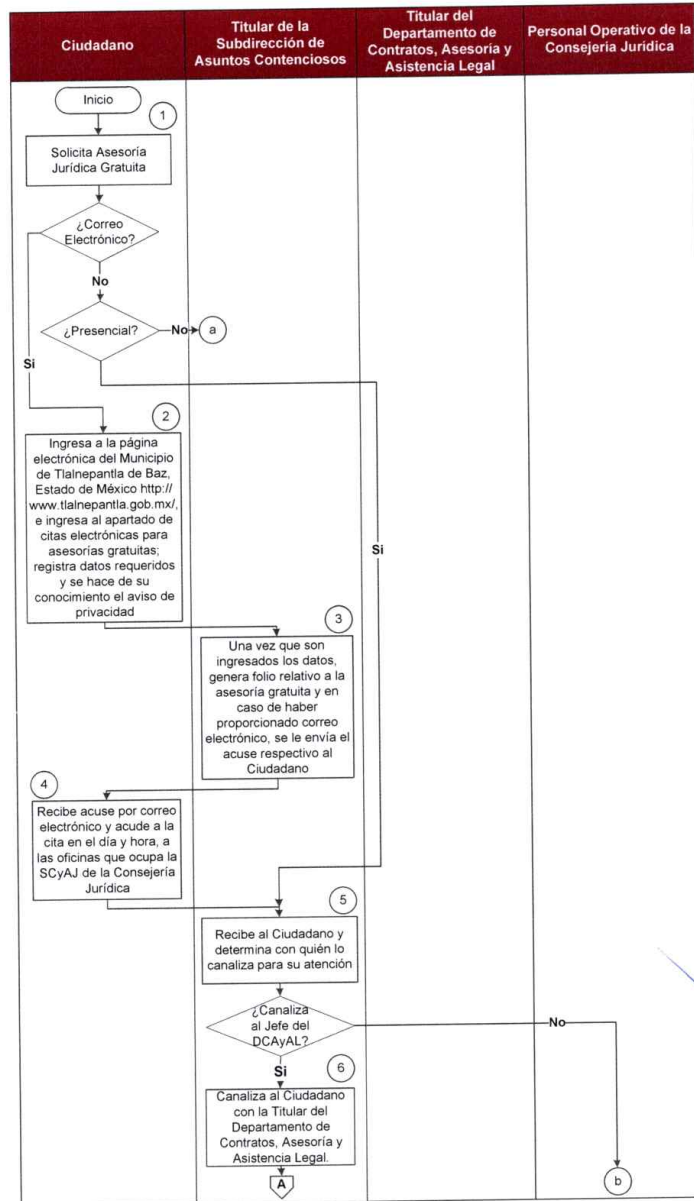 Ciudadano
Titular de la
Subdirección de
Asuntos Contenciosos
Titular del
Departamento de
Contratos, Asesoría y
Asistencia Legal
Personal Operativo de la
Consejería Jurídica
Inicio
1
Solicita Asesoría
Jurídica Gratuita
¿Correo
Electrónico?
No
¿Presencial?
No
a
Si
Si
2
Ingresa a la página
electrónica del Municipio
de Tlalnepantla de Baz,
Estado de México http://
www.tlalnepantla.gob.mx/,
e ingresa al apartado de
citas electrónicas para
asesorías gratuitas;
registra datos requeridos
y se hace de su
conocimiento el aviso de
privacidad
3
Una vez que son
ingresados los datos,
genera folio relativo a la
asesoría gratuita y en
caso de haber
proporcionado correo
electrónico, se le envía el
acuse respectivo al
Ciudadano
4
Recibe acuse por correo
electrónico y acude a la
cita en el día y hora, a
las oficinas que ocupa la
SCyAJ de la Consejería
Jurídica
5
Recibe al Ciudadano y
determina con quién lo
canaliza para su atención
¿Canaliza
al Jefe del
DCAyAL?
No
Si
6
Canaliza al Ciudadano
con la Titular del
Departamento de
Contratos, Asesoría y
Asistencia Legal.
A
b